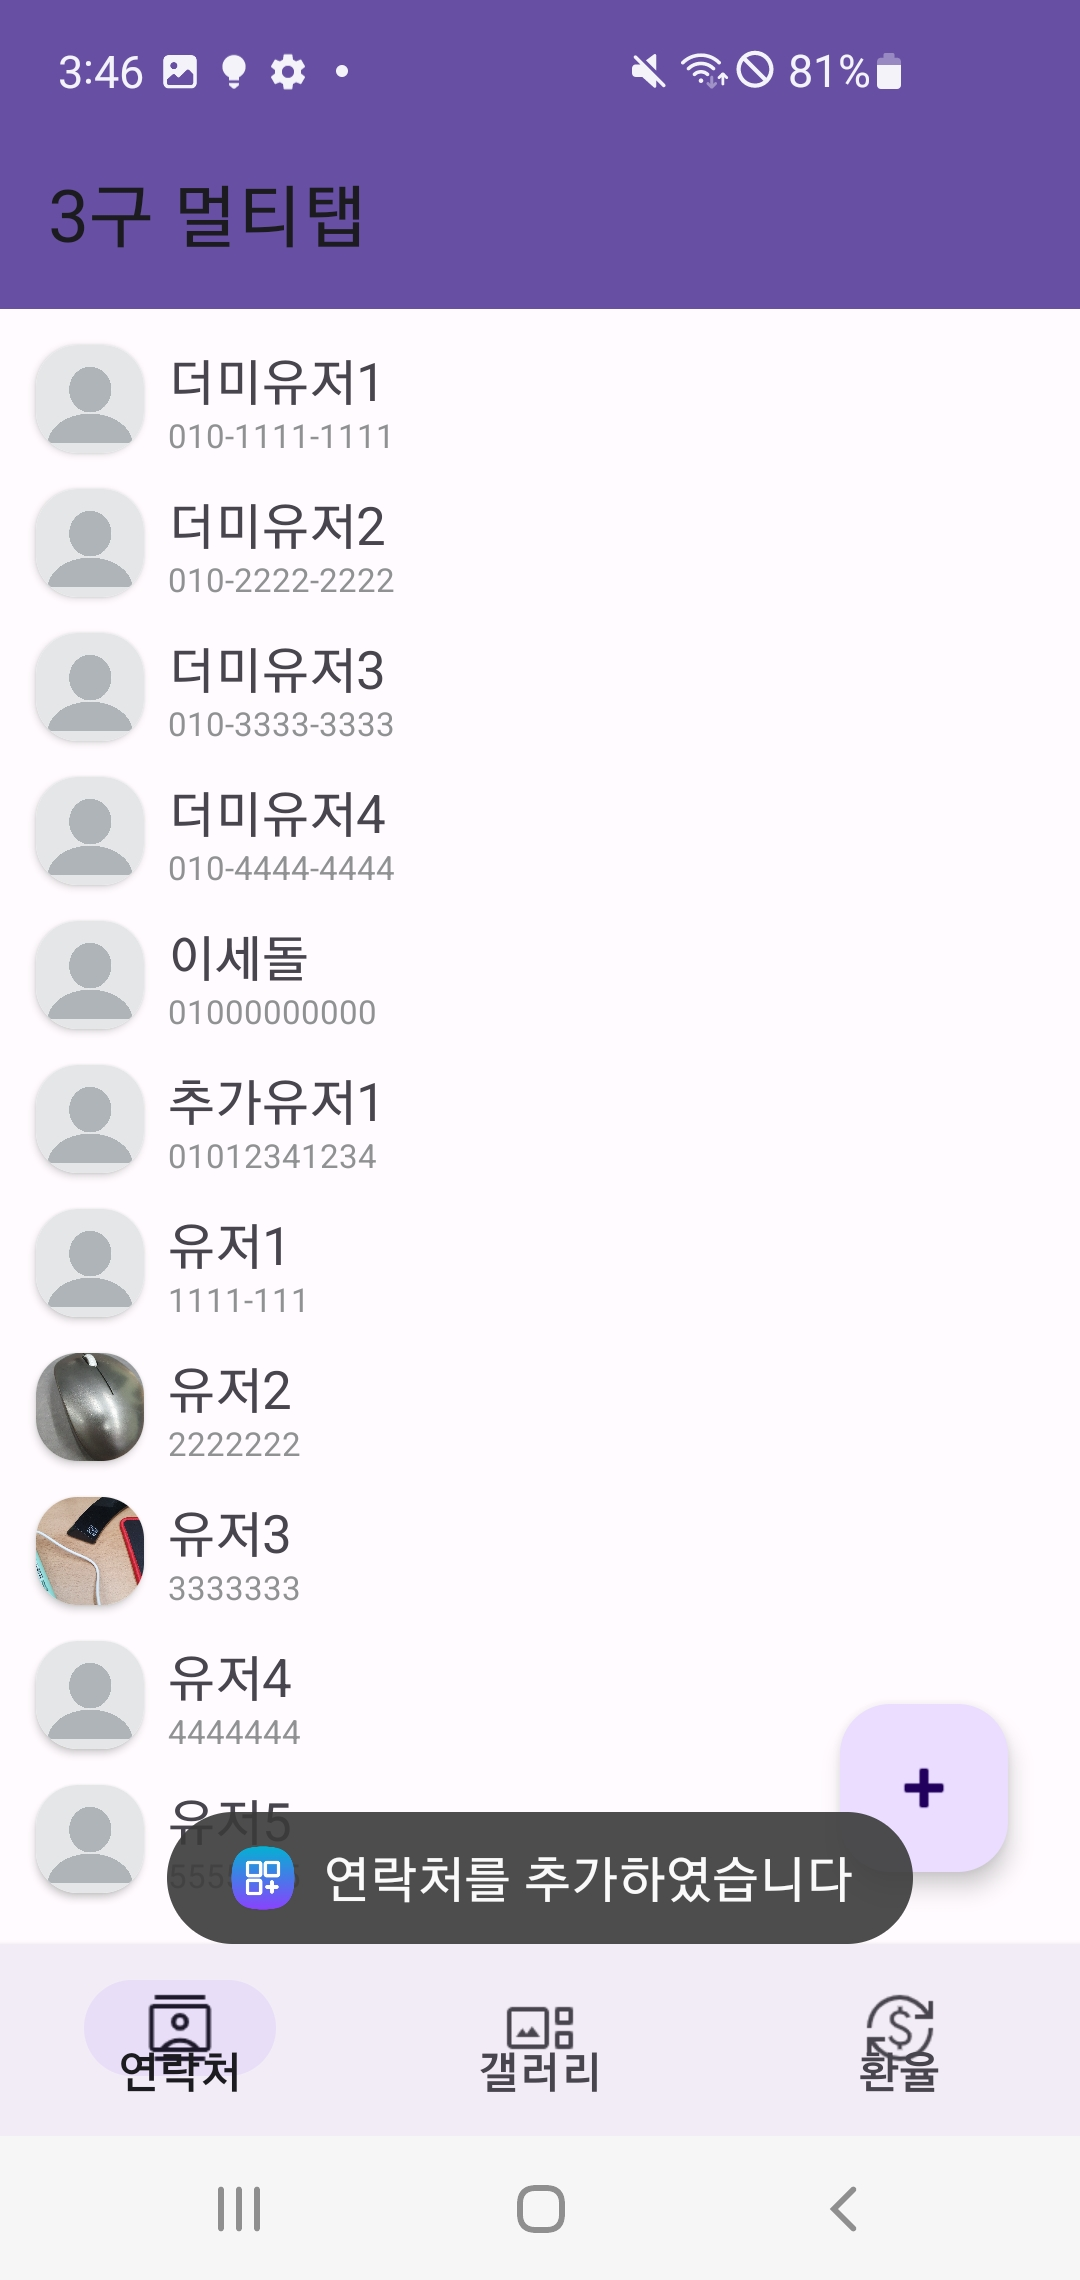 3:46 81%
3구 멀티탭
더미유저1
010-1111-1111
더미유저2
010-2222-2222
더미유저3
010-3333-3333
더미유저4
010-4444-4444
이세돌
01000000000
추가유저1
01012341234
유저1
1111-111
유저2
2222222
유저3
3333333
유저4
4444444
유저5
연락처를 추가하였습니다
연락처 갤러리 환율